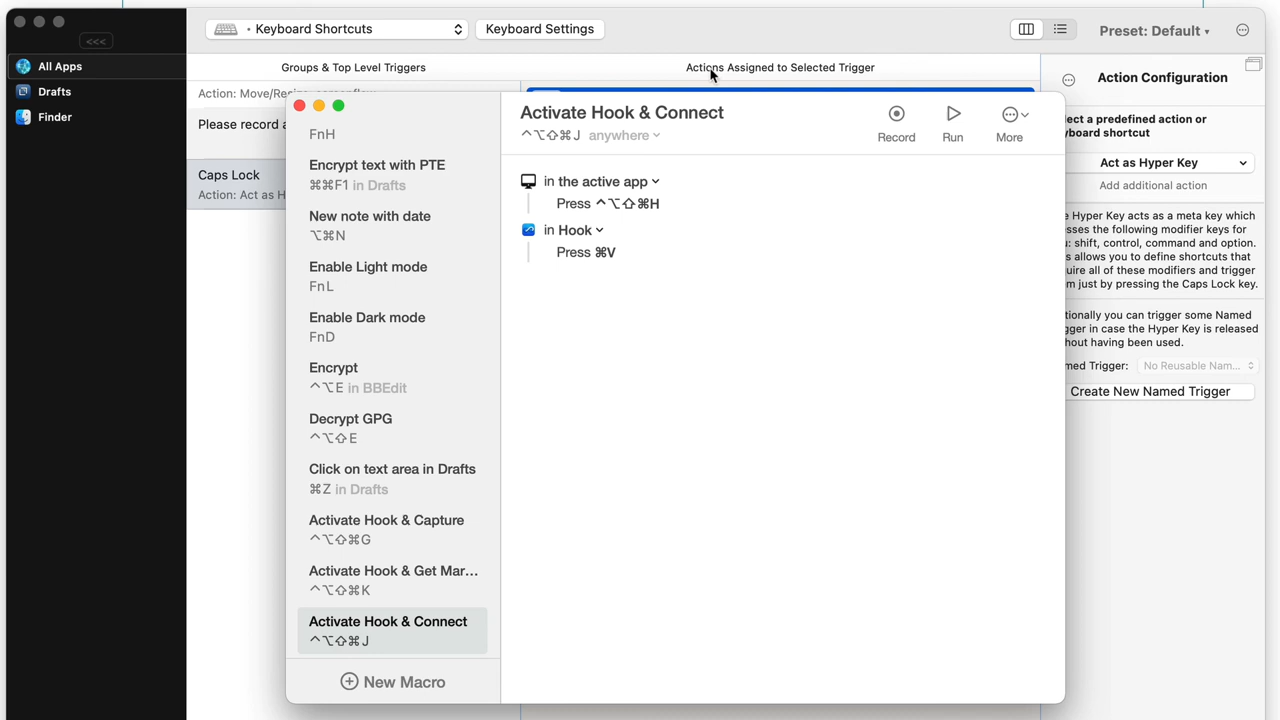 Keyboard Shortcuts
Keyboard Settings
Preset: Default
<<<
All Apps
Drafts
Finder
Groups & Top Level Triggers
Actions Assigned to Selected Trigger
Action Configuration
Action: Move/Re
Please record a
Caps Lock
Action: Act as H
FnH
Encrypt text with PTE
⌘⌘F1 in Drafts
New note with date
⌥⌘N
Enable Light mode
FnL
Enable Dark mode
FnD
Encrypt
^⌥E in BBEdit
Decrypt GPG
^⌥⇧E
Click on text area in Drafts
⌘Z in Drafts
Activate Hook & Capture
^⌥⇧⌘G
Activate Hook & Get Mar...
^⌥⇧⌘K
Activate Hook & Connect
^⌥⇧⌘J
New Macro
Activate Hook & Connect
^⌥⇧⌘J anywhere
Record
Run
More
in the active app
Press ^⌥⇧⌘H
in Hook
Press ⌘V
lect a predefined action or
yboard shortcut
Act as Hyper Key
Add additional action
e Hyper Key acts as a meta key which
sses the following modifier keys for
u: shift, control, command and option.
s allows you to define shortcuts that
uire all of these modifiers and trigger
m just by pressing the Caps Lock key.
tionally you can trigger some Named
gger in case the Hyper Key is released
hout having been used.
med Trigger:
No Reusable Nam...
Create New Named Trigger